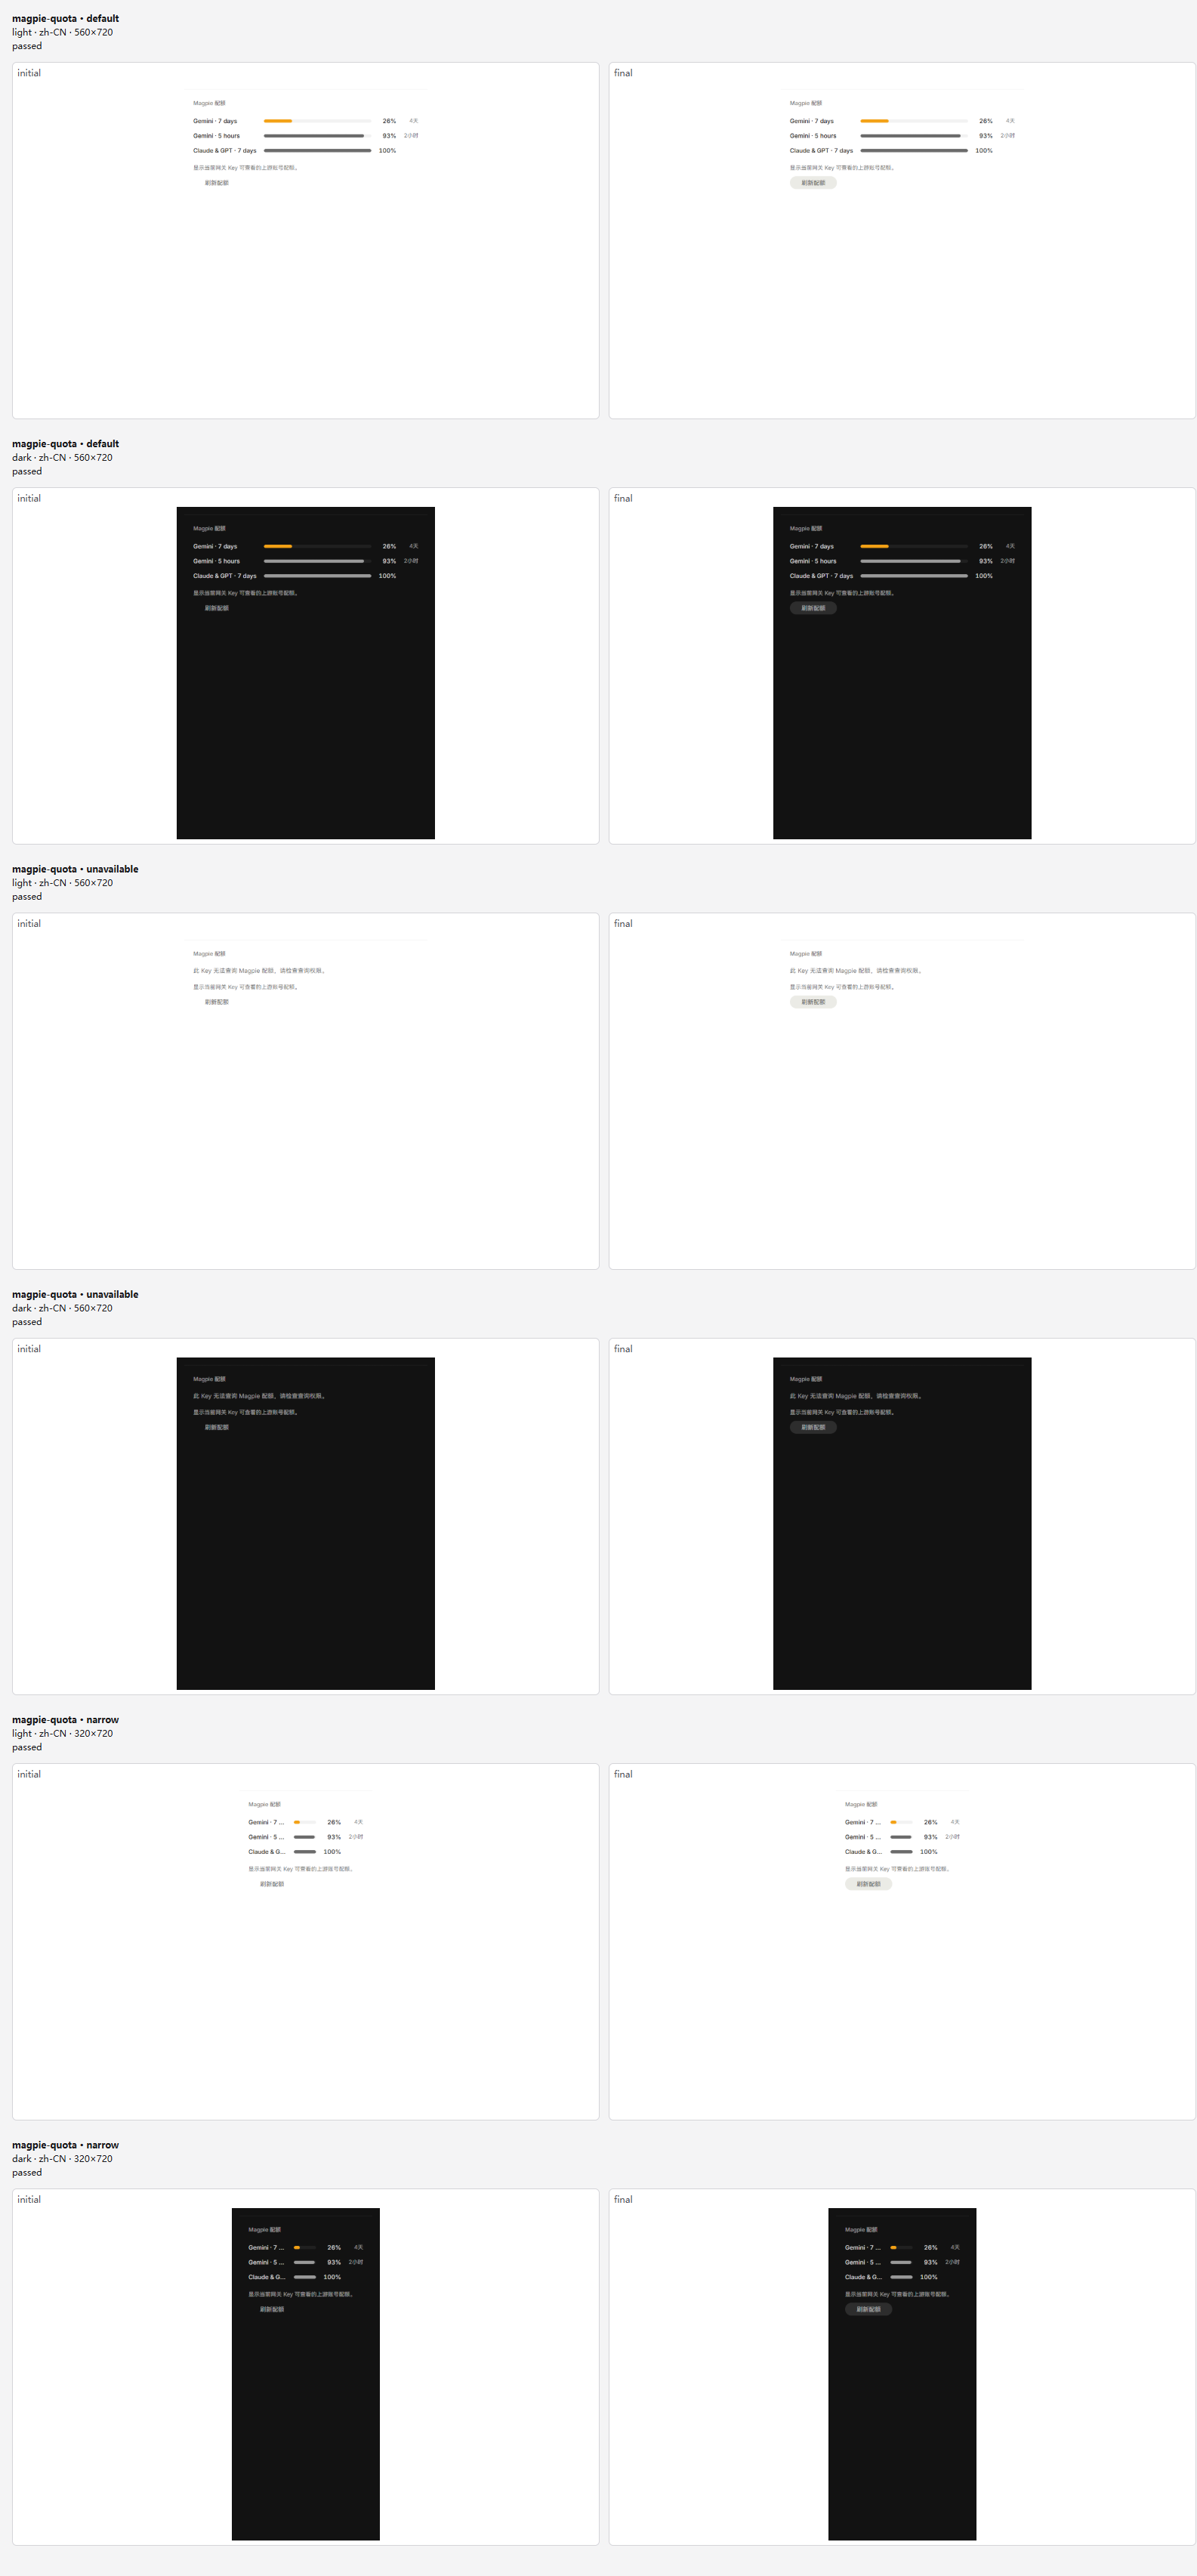 magpie-quota • default
light · zh-CN · 560×720
passed
initial
Magpie 配额
Gemini · 7 days 26% 4天
Gemini · 5 hours 93% 2小时
Claude & GPT · 7 days 100%
显示当前网关 Key 可查看的上游账号配额。
刷新配额
final
Magpie 配额
Gemini · 7 days 26% 4天
Gemini · 5 hours 93% 2小时
Claude & GPT · 7 days 100%
显示当前网关 Key 可查看的上游账号配额。
刷新配额
magpie-quota • default
dark · zh-CN · 560×720
passed
initial
Magpie 配额
Gemini · 7 days 26% 4天
Gemini · 5 hours 93% 2小时
Claude & GPT · 7 days 100%
显示当前网关 Key 可查看的上游账号配额。
刷新配额
final
Magpie 配额
Gemini · 7 days 26% 4天
Gemini · 5 hours 93% 2小时
Claude & GPT · 7 days 100%
显示当前网关 Key 可查看的上游账号配额。
刷新配额
magpie-quota • unavailable
light · zh-CN · 560×720
passed
initial
Magpie 配额
此 Key 无法查询 Magpie 配额，请检查查询权限。
显示当前网关 Key 可查看的上游账号配额。
刷新配额
final
Magpie 配额
此 Key 无法查询 Magpie 配额，请检查查询权限。
显示当前网关 Key 可查看的上游账号配额。
刷新配额
magpie-quota • unavailable
dark · zh-CN · 560×720
passed
initial
Magpie 配额
此 Key 无法查询 Magpie 配额，请检查查询权限。
显示当前网关 Key 可查看的上游账号配额。
刷新配额
final
Magpie 配额
此 Key 无法查询 Magpie 配额，请检查查询权限。
显示当前网关 Key 可查看的上游账号配额。
刷新配额
magpie-quota • narrow
light · zh-CN · 320×720
passed
initial
Magpie 配额
Gemini · 7 ... 26% 4天
Gemini · 5 ... 93% 2小时
Claude & G... 100%
显示当前网关 Key 可查看的上游账号配额。
刷新配额
final
Magpie 配额
Gemini · 7 ... 26% 4天
Gemini · 5 ... 93% 2小时
Claude & G... 100%
显示当前网关 Key 可查看的上游账号配额。
刷新配额
magpie-quota • narrow
dark · zh-CN · 320×720
passed
initial
Magpie 配额
Gemini · 7 ... 26% 4天
Gemini · 5 ... 93% 2小时
Claude & G... 100%
显示当前网关 Key 可查看的上游账号配额。
刷新配额
final
Magpie 配额
Gemini · 7 ... 26% 4天
Gemini · 5 ... 93% 2小时
Claude & G... 100%
显示当前网关 Key 可查看的上游账号配额。
刷新配额